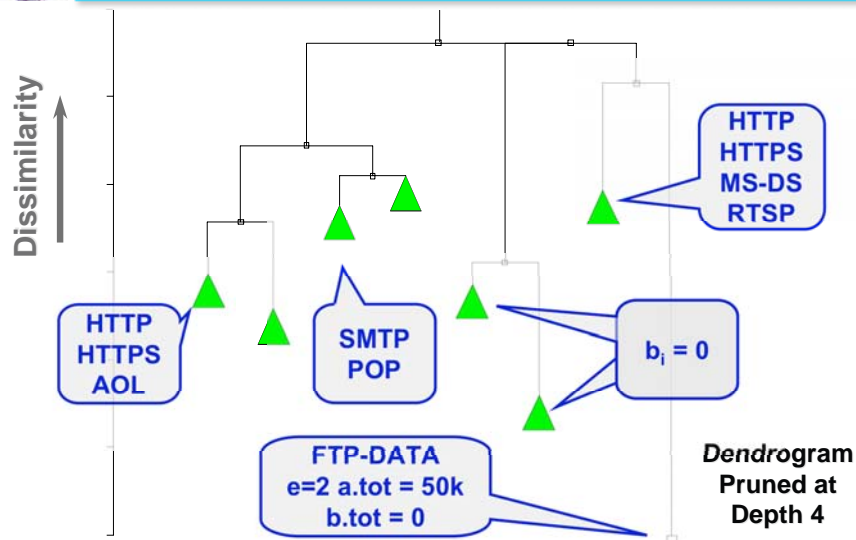 Dissimilarity
HTTP
HTTPS
MS-DS
RTSP
HTTP
HTTPS
AOL
SMTP
POP
bᵢ = 0
FTP-DATA
e=2 a.tot = 50k
b.tot = 0
Dendrogram
Pruned at
Depth 4